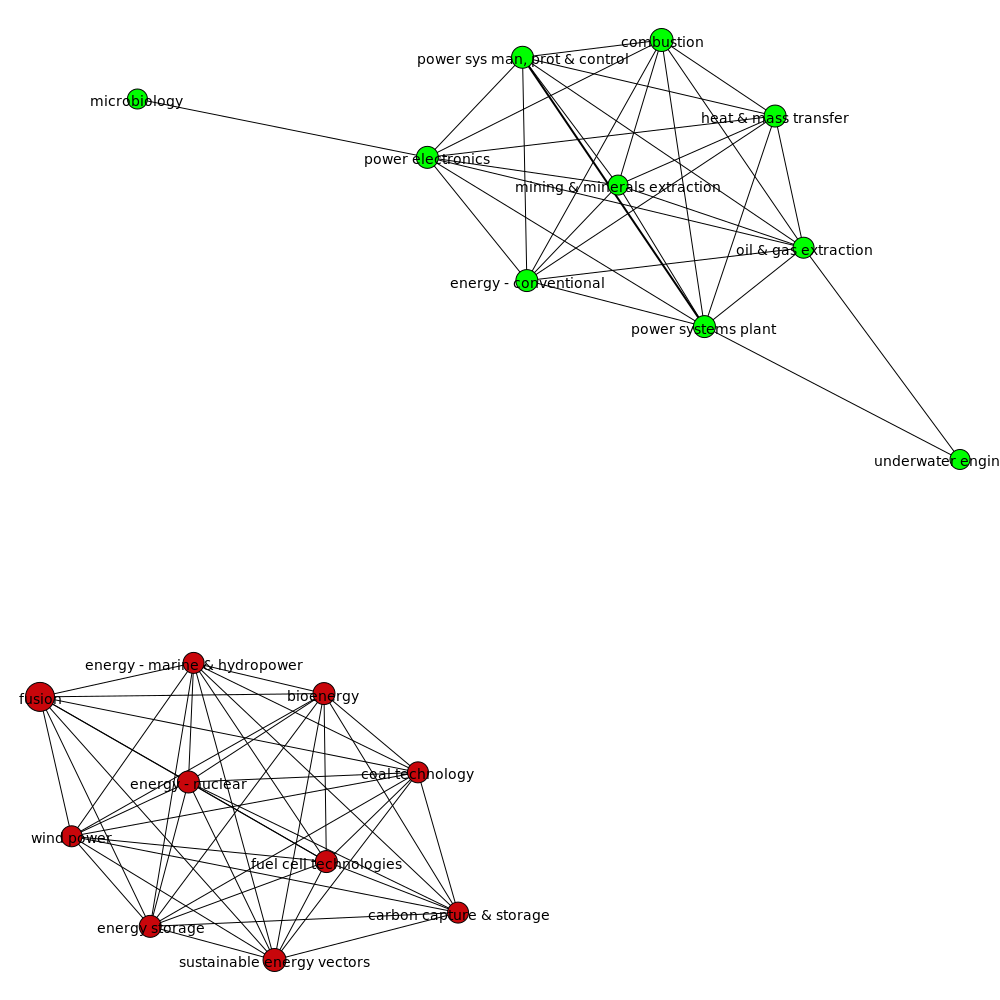 combustion
power sys man, prot & control
microbiology
heat & mass transfer
power electronics
mining & minerals extraction
oil & gas extraction
energy - conventional
power systems plant
underwater engin
energy - marine & hydropower
fusion
bioenergy
coal technology
energy - nuclear
wind power
fuel cell technologies
carbon capture & storage
energy storage
sustainable energy vectors